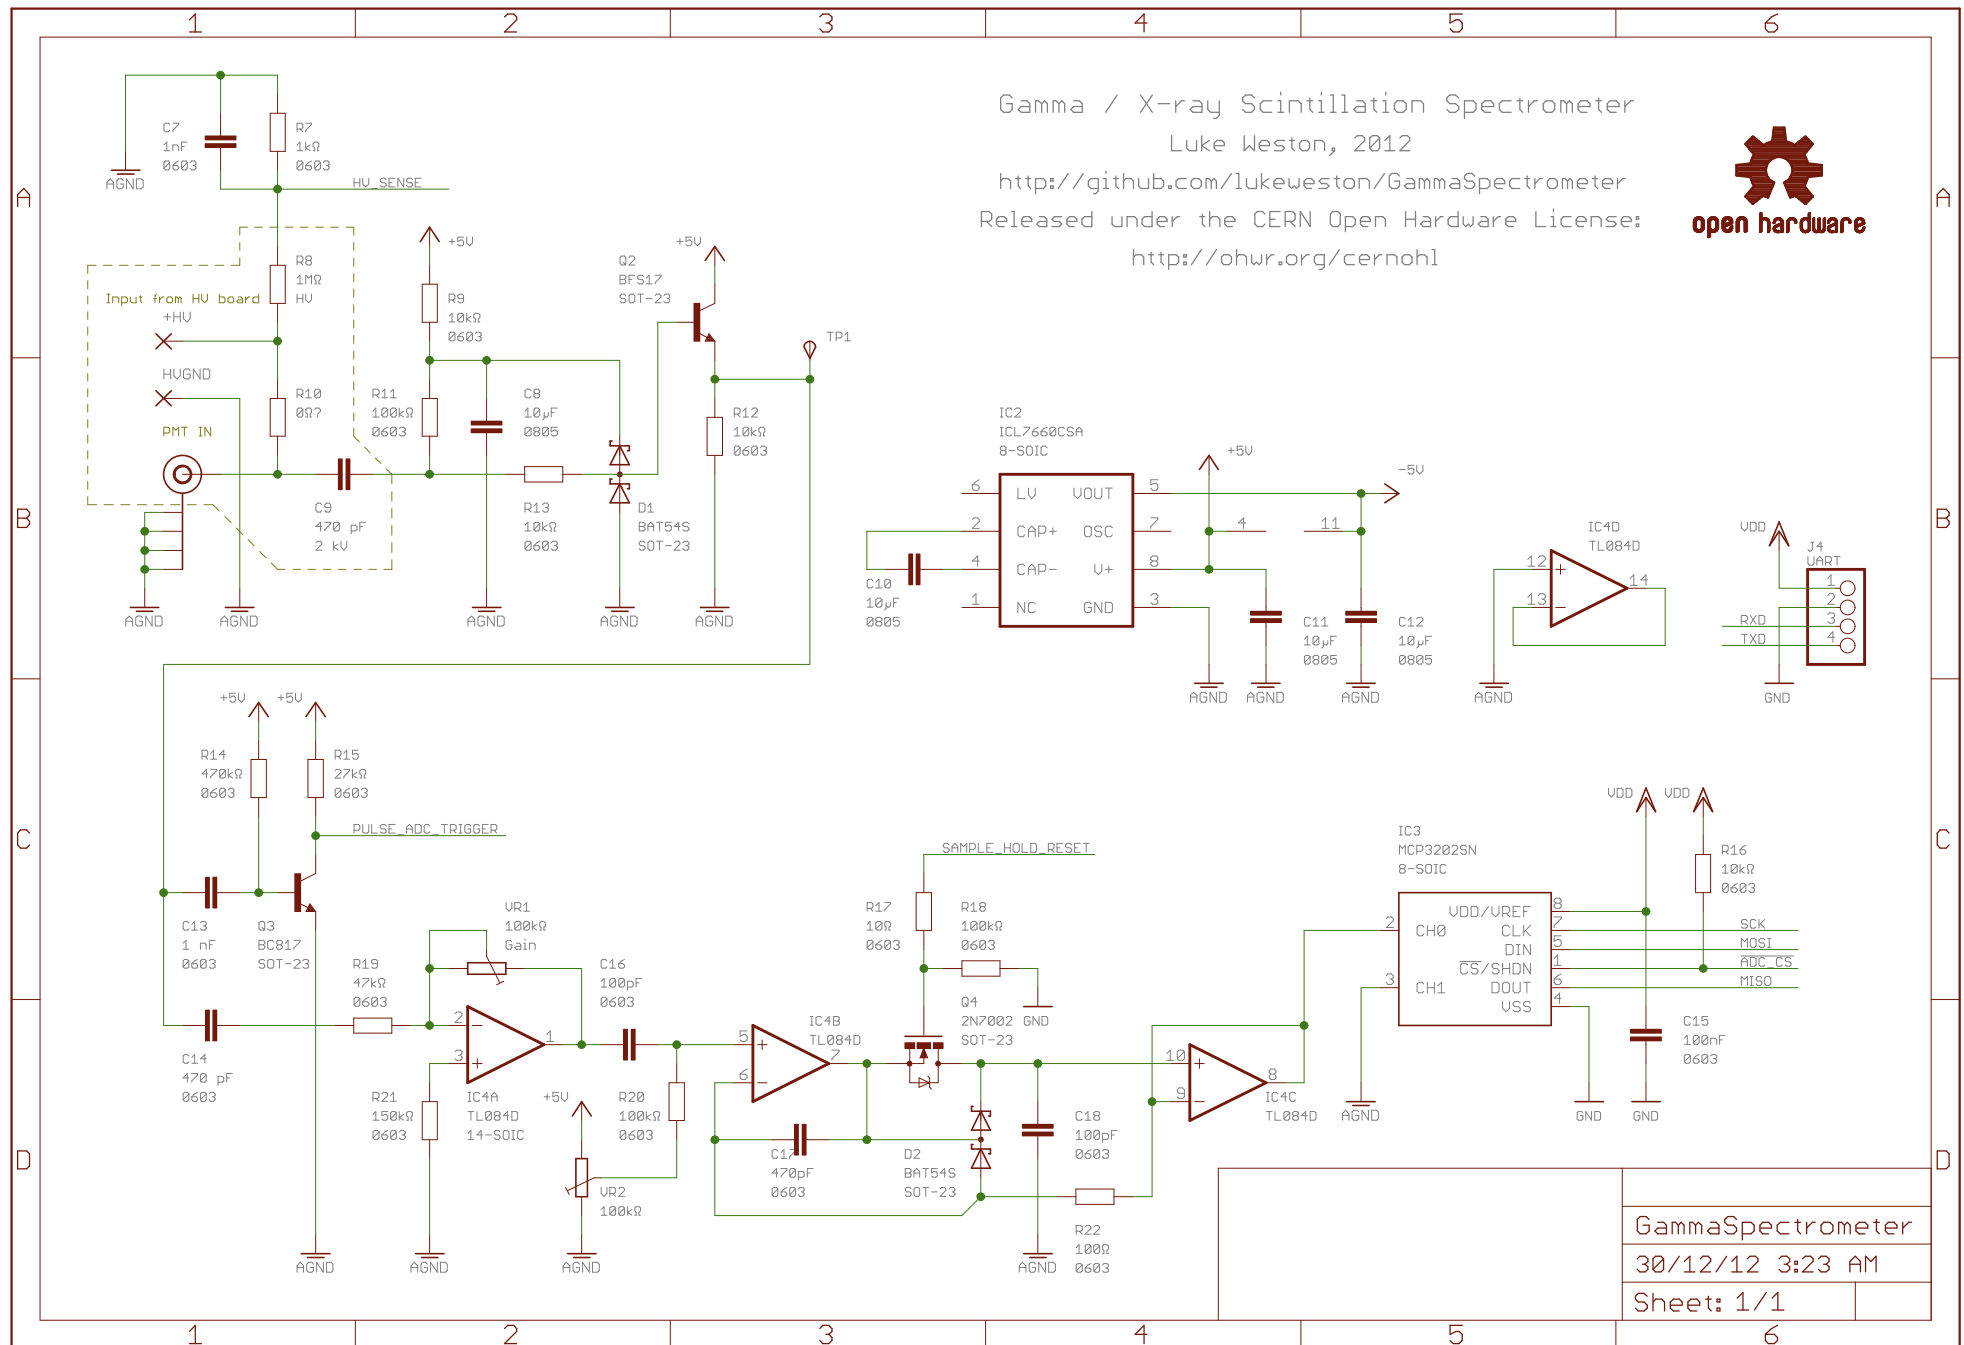 1 2 3 4 5 6
A A
B B
C C
D D
Gamma / X-ray Scintillation Spectrometer
Luke Weston, 2012
http://github.com/lukeweston/GammaSpectrometer
Released under the CERN Open Hardware License:
http://ohwr.org/cernohl
open hardware
C7
1nF
0603
R7
1kΩ
0603
AGND
HV_SENSE
R8
1MΩ
HV
Input from HV board
+HV
HVGND
PMT IN
R10
0Ω?
C9
470 pF
2 kV
AGND
AGND
+5V
R9
10kΩ
0603
R11
100kΩ
0603
C8
10µF
0805
R13
10kΩ
0603
D1
BAT54S
SOT-23
AGND
AGND
Q2
BFS17
SOT-23
+5V
TP1
R12
10kΩ
0603
AGND
IC2
ICL7660CSA
8-SOIC
6 LV VOUT 5
2 CAP+ OSC 7
4 CAP- V+ 8
1 NC GND 3
C10
10µF
0805
+5V
-5V
4 11
C11
10µF
0805
C12
10µF
0805
AGND AGND AGND
IC4D
TL084D
12 +
13 −
14
AGND
VDD
J4
UART
1
2
RXD 3
TXD 4
GND
+5V +5V
R14
470kΩ
0603
R15
27kΩ
0603
PULSE_ADC_TRIGGER
C13
1 nF
0603
Q3
BC817
SOT-23
C14
470 pF
0603
AGND
R19
47kΩ
0603
VR1
100kΩ
Gain
2 −
3 +
1
IC4A
TL084D
14-SOIC
R21
150kΩ
0603
AGND
C16
100pF
0603
+5V
VR2
100kΩ
AGND
R20
100kΩ
0603
IC4B
TL084D
5 +
6 −
7
C17
470pF
0603
SAMPLE_HOLD_RESET
R17
10Ω
0603
R18
100kΩ
0603
GND
Q4
2N7002
SOT-23
D2
BAT54S
SOT-23
C18
100pF
0603
AGND
R22
100Ω
0603
10 +
9 −
8
IC4C
TL084D
IC3
MCP3202SN
8-SOIC
2 CH0
3 CH1
VDD/VREF 8
CLK 7
DIN 5
CS/SHDN 1
DOUT 6
VSS 4
AGND
VDD VDD
R16
10kΩ
0603
SCK
MOSI
ADC_CS
MISO
C15
100nF
0603
GND GND
GammaSpectrometer
30/12/12 3:23 AM
Sheet: 1/1
1 2 3 4 5 6